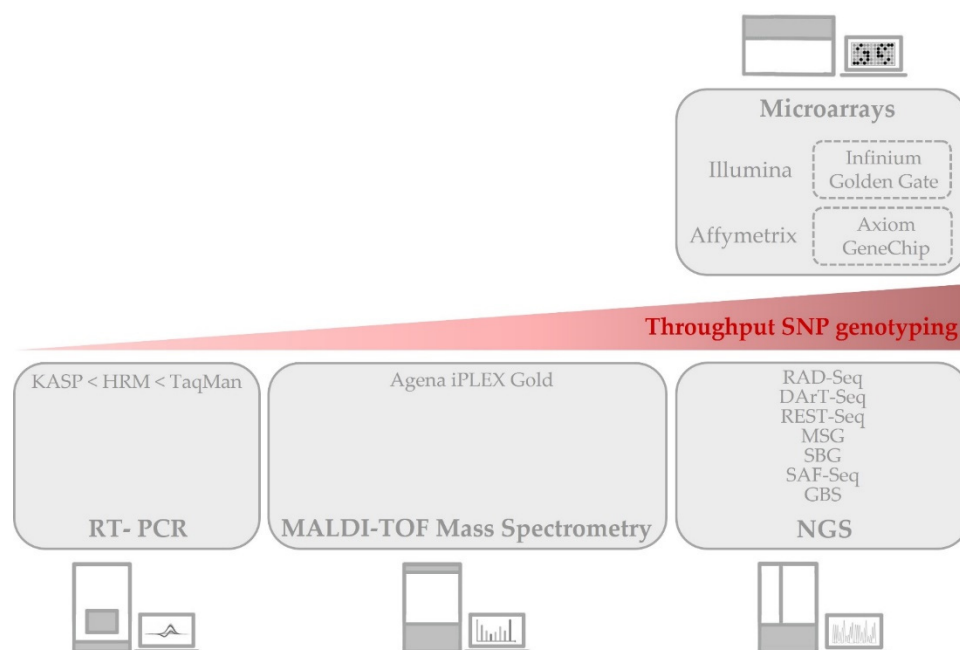 Microarrays
Illumina
Infinium
Golden Gate
Affymetrix
Axiom
GeneChip
Throughput SNP genotyping
KASP < HRM < TaqMan
RT- PCR
Agena iPLEX Gold
MALDI-TOF Mass Spectrometry
RAD-Seq
DArT-Seq
REST-Seq
MSG
SBG
SAF-Seq
GBS
NGS